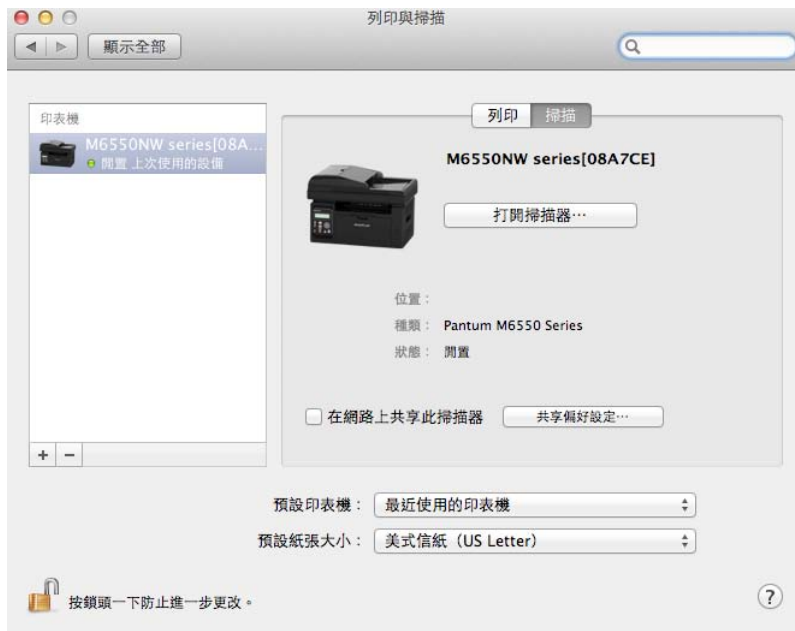 列印與掃描
顯示全部
印表機
M6550NW series[08A...
閒置 上次使用的設備
列印
掃描
M6550NW series[08A7CE]
打開掃描器…
位置：
種類： Pantum M6550 Series
狀態： 閒置
在網路上共享此掃描器
共享偏好設定…
預設印表機： 最近使用的印表機
預設紙張大小： 美式信紙（US Letter）
按鎖頭一下防止進一步更改。
?